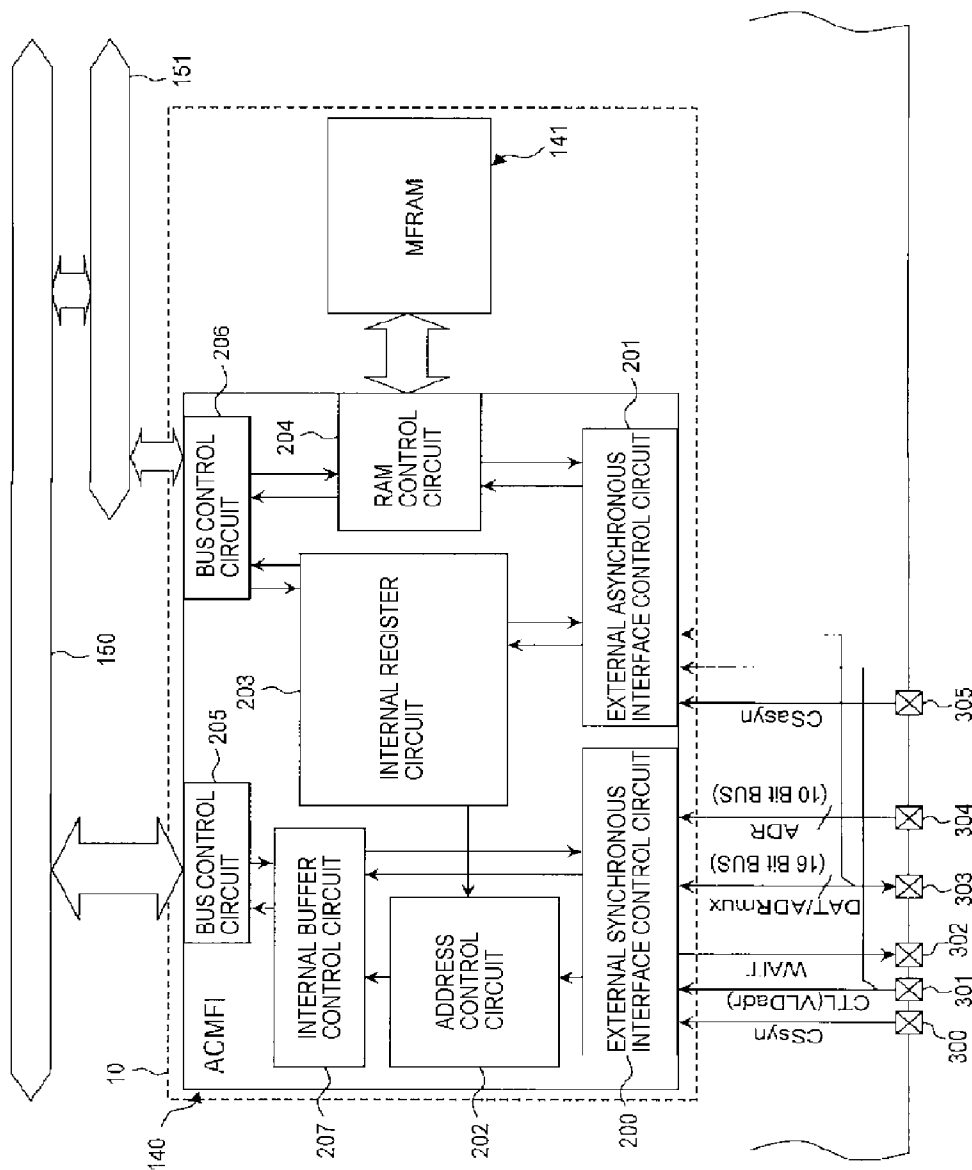 150
151
10
140
ACMFI
BUS CONTROL
CIRCUIT
205
BUS CONTROL
CIRCUIT
206
INTERNAL BUFFER
CONTROL CIRCUIT
207
INTERNAL REGISTER
CIRCUIT
203
RAM
CONTROL
CIRCUIT
204
MFRAM
141
ADDRESS
CONTROL
CIRCUIT
202
EXTERNAL SYNCHRONOUS
INTERFACE CONTROL CIRCUIT
200
EXTERNAL ASYNCHRONOUS
INTERFACE CONTROL CIRCUIT
201
CSsyn
CTL(VLDadr)
WAIT
DAT/ADRmux
(16 Bit BUS)
ADR
(10 Bit BUS)
CSasyn
300
301
302
303
304
305